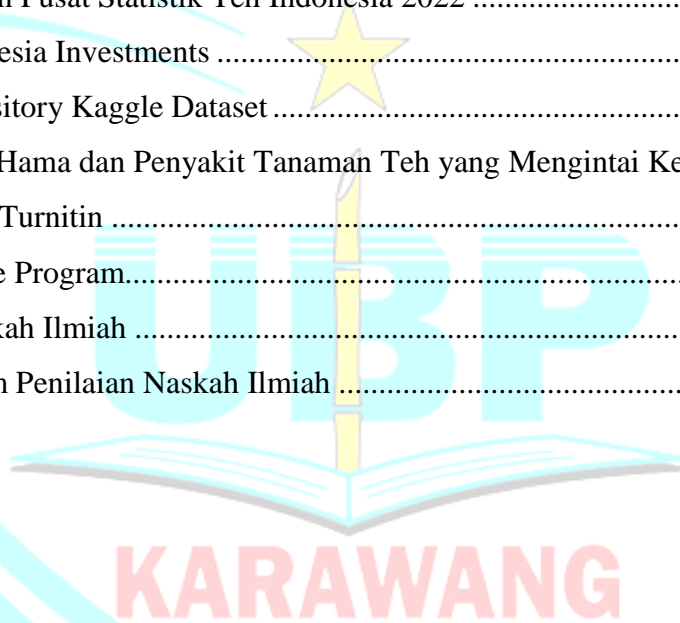 Pusat Statistik Teh Indonesia 2022 ........................
esia Investments ........................................................
sitory Kaggle Dataset .................................................
Hama dan Penyakit Tanaman Teh yang Mengintai Ke
Turnitin .....................................................................
e Program....................................................................
kah Ilmiah ..................................................................
n Penilaian Naskah Ilmiah .........................................
UBP
KARAWANG